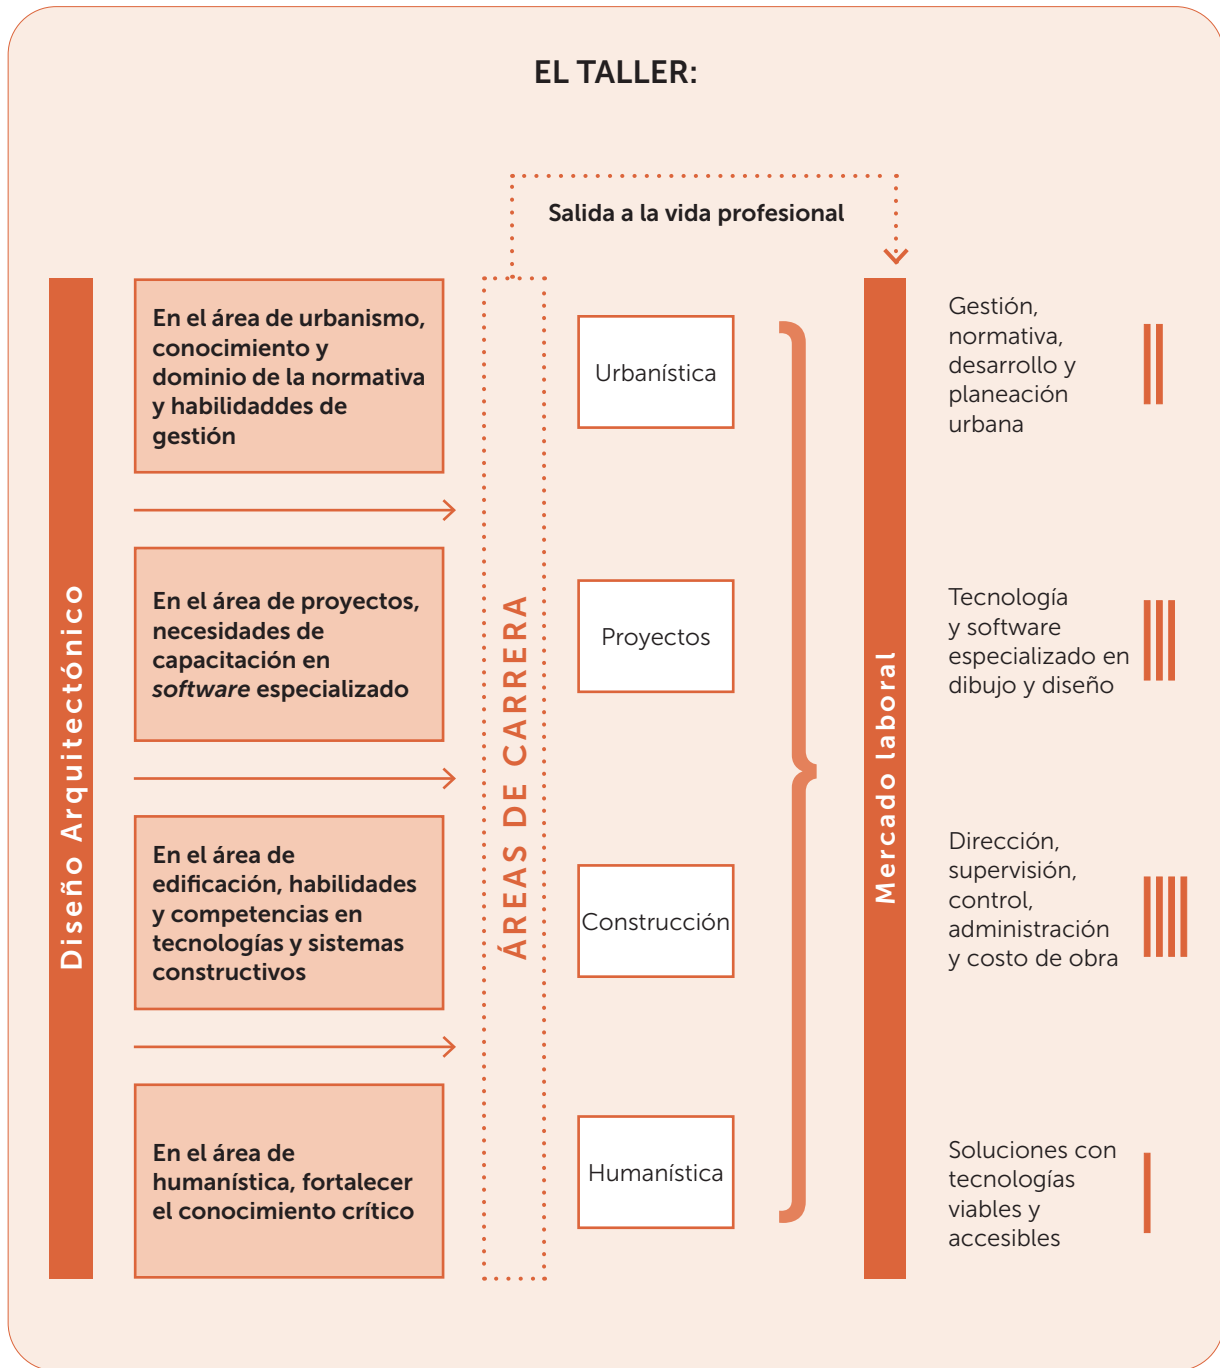 EL TALLER:
Salida a la vida profesional
Diseño Arquitectónico
En el área de urbanismo,
conocimiento y
dominio de la normativa
y habilidaddes de
gestión
En el área de proyectos,
necesidades de
capacitación en
software especializado
En el área de
edificación, habilidades
y competencias en
tecnologías y sistemas
constructivos
En el área de
humanística, fortalecer
el conocimiento crítico
ÁREAS DE CARRERA
Urbanística
Proyectos
Construcción
Humanística
Mercado laboral
Gestión,
normativa,
desarrollo y
planeación
urbana
Tecnología
y software
especializado en
dibujo y diseño
Dirección,
supervisión,
control,
administración
y costo de obra
Soluciones con
tecnologías
viables y
accesibles